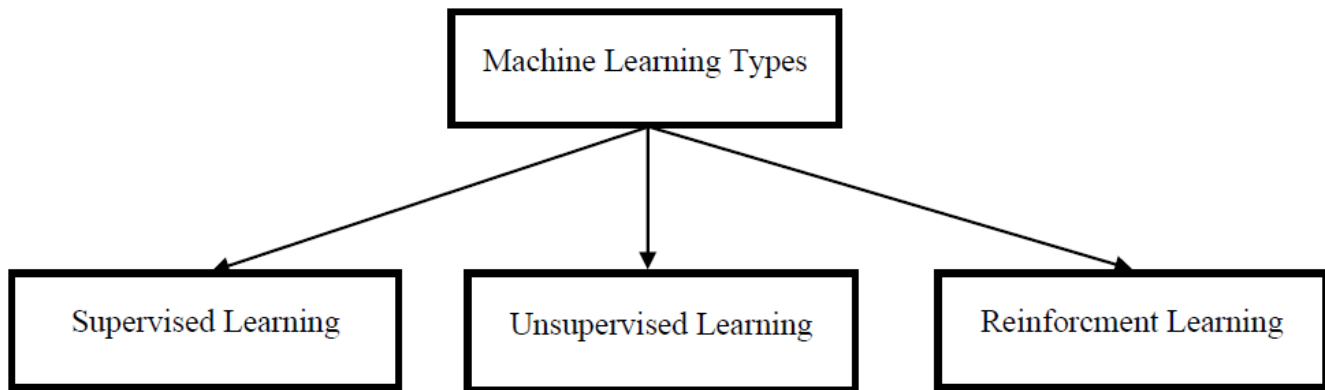 Machine Learning Types
Supervised Learning
Unsupervised Learning
Reinforcment Learning